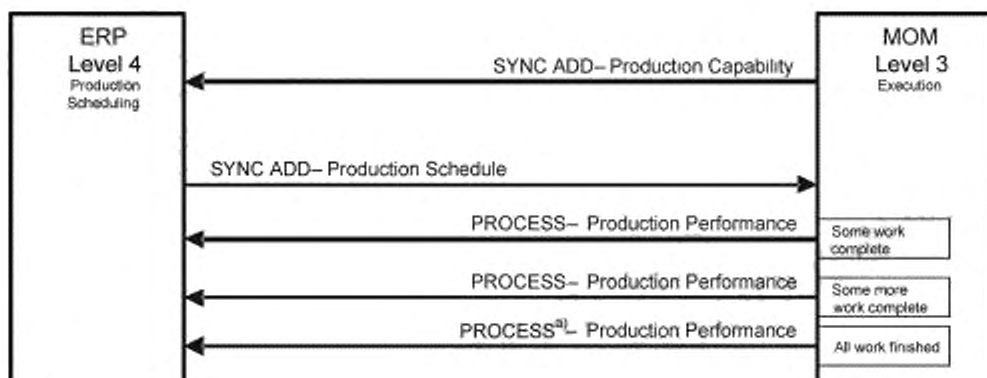 ERP
Level 4
Production
Scheduling
MOM
Level 3
Execution
SYNC ADD– Production Capability
SYNC ADD– Production Schedule
PROCESS– Production Performance
Some work
complete
PROCESS– Production Performance
Some more
work complete
PROCESSa)– Production Performance
All work finished